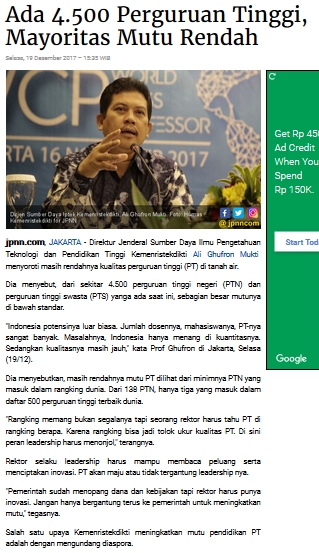 Ada 4.500 Perguruan Tinggi,
Mayoritas Mutu Rendah
Selasa, 19 Desember 2017 – 15:35 WIB
WORLD
PROFESSOR
2017
Dirjen Sumber Daya Iptek Kemenristekdikti, Ali Ghufron Mukti. Foto: Humas
Kemenristekdikti for JPNN
jpnn.com
Get Rp 450
Ad Credit
When You
Spend
Rp 150K.
Start Tod
Google
jpnn.com, JAKARTA - Direktur Jenderal Sumber Daya Ilmu Pengetahuan
Teknologi dan Pendidikan Tinggi Kemenristekdikti Ali Ghufron Mukti
menyoroti masih rendahnya kualitas perguruan tinggi (PT) di tanah air.
Dia menyebut, dari sekitar 4.500 perguruan tinggi negeri (PTN) dan
perguruan tinggi swasta (PTS) yanga ada saat ini, sebagian besar mutunya
di bawah standar.
"Indonesia potensinya luar biasa. Jumlah dosennya, mahasiswanya, PT-nya
sangat banyak. Masalahnya, Indonesia hanya menang di kuantitasnya.
Sedangkan kualitasnya masih jauh," kata Prof Ghufron di Jakarta, Selasa
(19/12).
Dia menyebutkan, masih rendahnya mutu PT dilihat dari minimnya PTN yang
masuk dalam rangking dunia. Dari 138 PTN, hanya tiga yang masuk dalam
daftar 500 perguruan tinggi terbaik dunia.
"Rangking memang bukan segalanya tapi seorang rektor harus tahu PT di
rangking berapa. Karena rangking bisa jadi tolok ukur kualitas PT. Di sini
peran leadership harus menonjol," terangnya.
Rektor selaku leadership harus mampu membaca peluang serta
menciptakan inovasi. PT akan maju atau tidak tergantung leadership nya.
"Pemerintah sudah menopang dana dan kebijakan tapi rektor harus punya
inovasi. Jangan hanya bergantung terus ke pemerintah untuk meningkatkan
mutu," tegasnya.
Salah satu upaya Kemenristekdikti meningkatkan mutu pendidikan PT
adalah dengan mengundang diaspora.